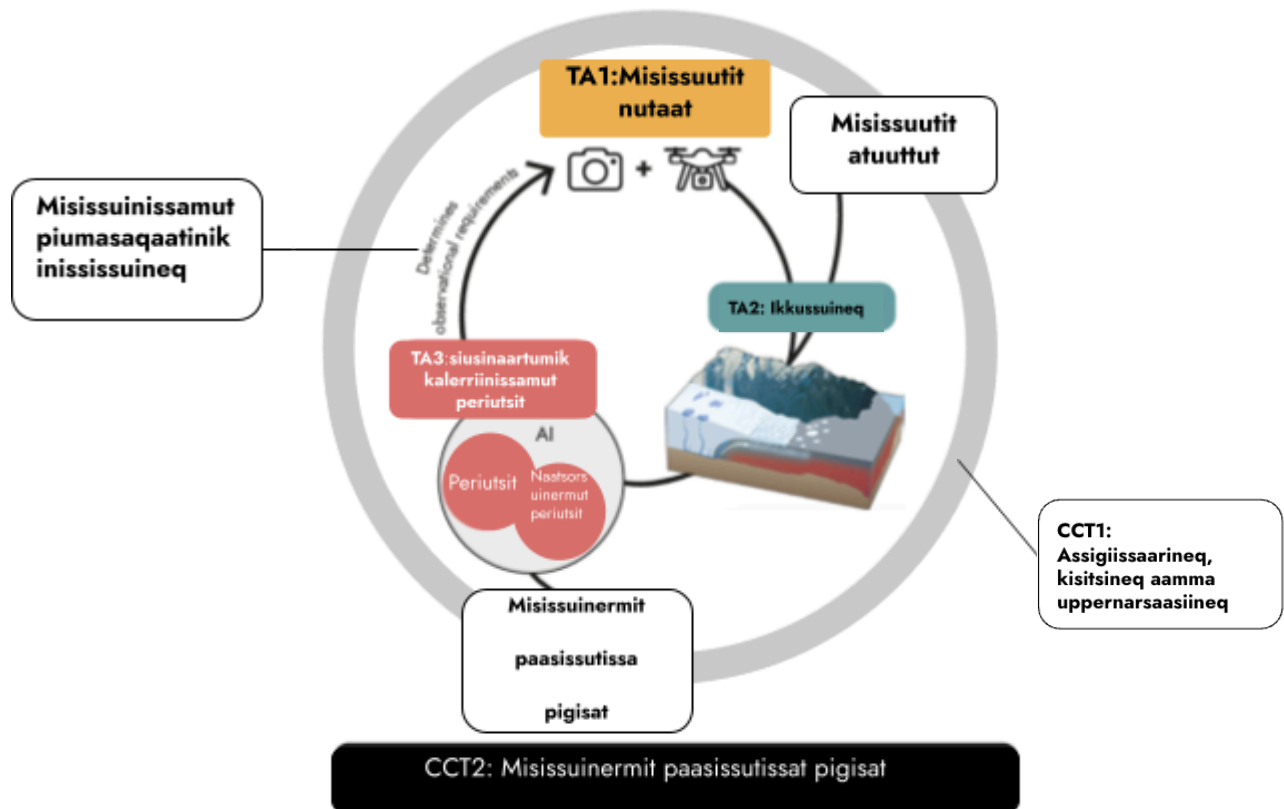 TA1:Misissuutit
nutaat
Misissuutit
atuuttut
Misissuinissamut
piumasaqaatinik
inississuineq
Determines
observational requirements
TA2: Ikkussuineq
TA3:siusinaartumik
kalerriinissamut
periutsit
AI
Periutsit
Naatsors
uinermut
periutsit
CCT1:
Assigiissaarineq,
kisitsineq aamma
uppernarsaasiineq
Misissuinermit
paasissutissa
pigisat
CCT2: Misissuinermit paasissutissat pigisat